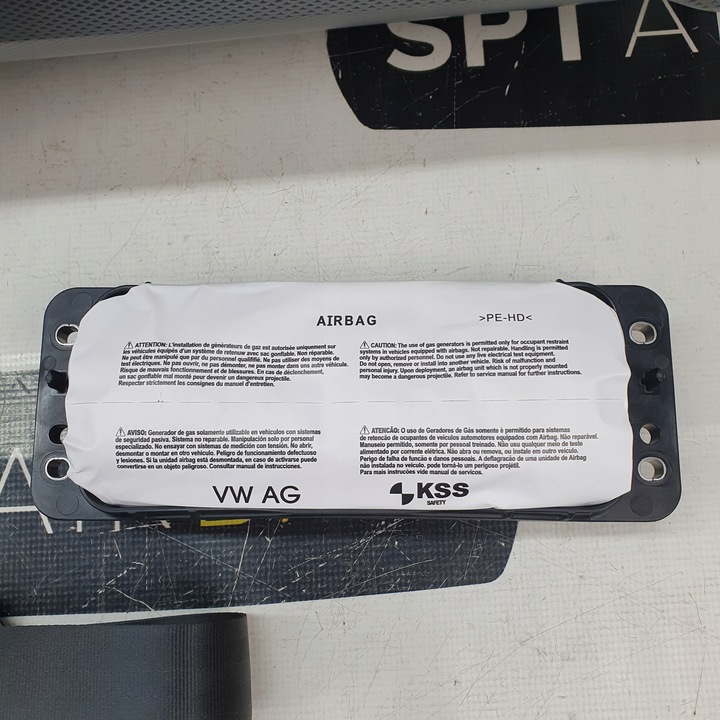 SPT A
AIRBAG
>PE-HD<
⚠ ATTENTION: L'installation de générateurs de gaz est autorisée uniquement sur
les véhicules équipés d'un système de retenue avec sac gonflable. Non réparable.
Ne peut être manipulé que par du personnel qualififié. Ne pas utiliser des moyens de
test électriques. Ne pas ouvrir, ne pas démonter, ne pas monter dans uns autre véhicule.
Risque de mauvais fonctionnement et de blessures. En cas de déclenchement,
un sac gonflable mal monté peut devenir un dangereux projectile.
Respecter strictement les consignes du manuel d'entretien.
⚠ CAUTION: The use of gas generators is permitted only for occupant restraint
systems in vehicles equipped with airbags. Not repairable. Handling is permitted
only by authorized personnel. Do not use any live electrical test equipment.
Do not open, remove or install into another vehicle. Risk of malfunction and
personal injury. Upon deployment, an airbag unit which is not properly mounted
may become a dangerous projectile. Refer to service manual for further instructions.
⚠ AVISO: Generador de gas solamente utilizable en vehículos con sistemas
de seguridad pasiva. Sistema no reparable. Manipulación solo por personal
especializado. No ensayar con sistemas de medición con tensión. No abrir,
desmontar o montar en otro vehículo. Peligro de funcionamiento defectuoso
y lesiones. Si la unidad airbag está desmontada, en caso de activarse puede
convertirse en un objeto peligroso. Consultar manual de instrucciones.
⚠ ATENICÃO: O uso de Geradores de Gás somente è permitido para sistemas
de retenção de ocupantes de veículos automotores equipados com Airbag. Não reparável.
Manuseio permitido, somente por pessoal treinado. Não usu qualquer meio de teste
alimentado por corrente elétrica. Não abra ou remova, ou instale em outro veículo.
Perigo de falha de funcão e danos pessoais. A deflagração de uma unidade de Airbag
não instalada no veículo, pode torná-lo um perigoso projétil.
Para mais instrucões vide manual de servicos.
VW AG
KSS
SAFETY